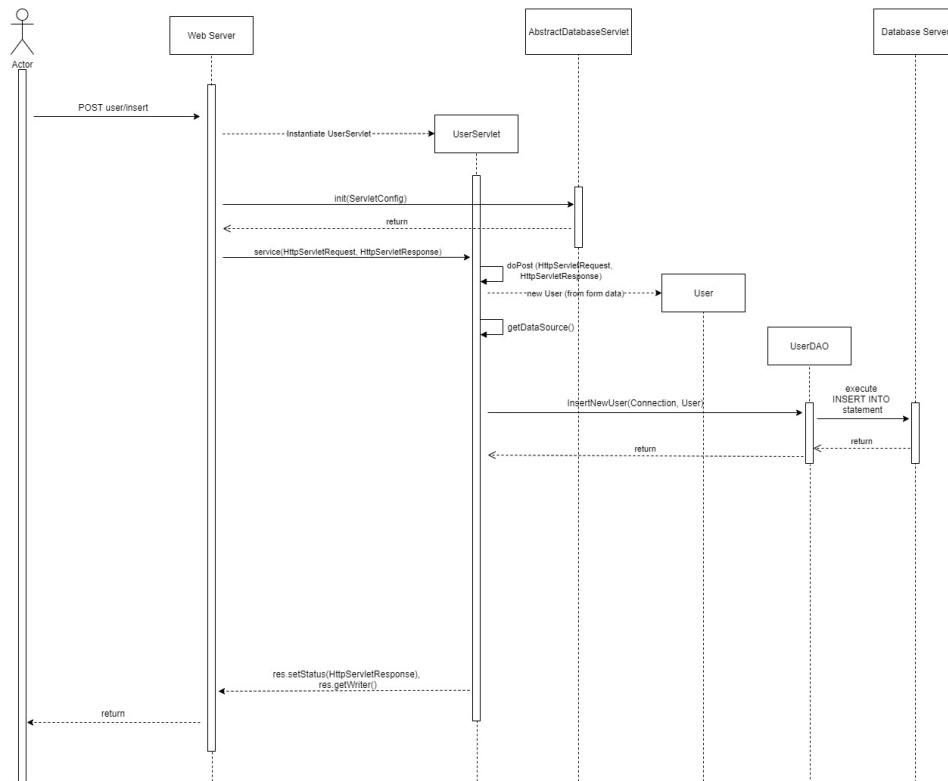 Web Server
AbstractDatabaseServlet
Database Server
Actor
POST user/insert
Instantiate UserServlet
UserServlet
init(ServletConfig)
return
service(HttpServletRequest, HttpServletResponse)
doPost (HttpServletRequest,
HttpServletResponse)
new User (from form data)
User
getDataSource()
UserDAO
execute
INSERT INTO
statement
InsertNewUser(Connection, User)
return
return
res.setStatus(HttpServletResponse),
res.getWriter()
return